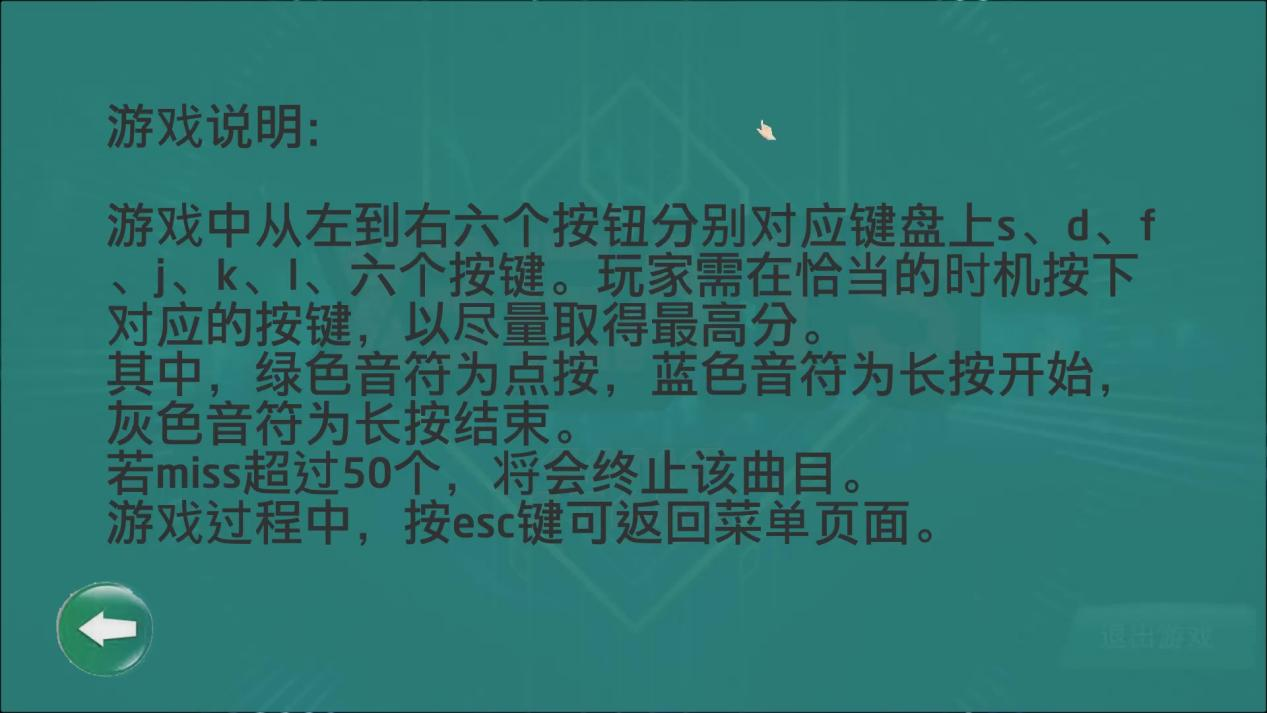 游戏说明:
游戏中从左到右六个按钮分别对应键盘上s、d、f
、j、k、l、六个按键。玩家需在恰当的时机按下
对应的按键，以尽量取得最高分。
其中，绿色音符为点按，蓝色音符为长按开始，
灰色音符为长按结束。
若miss超过50个，将会终止该曲目。
游戏过程中，按esc键可返回菜单页面。
退出游戏